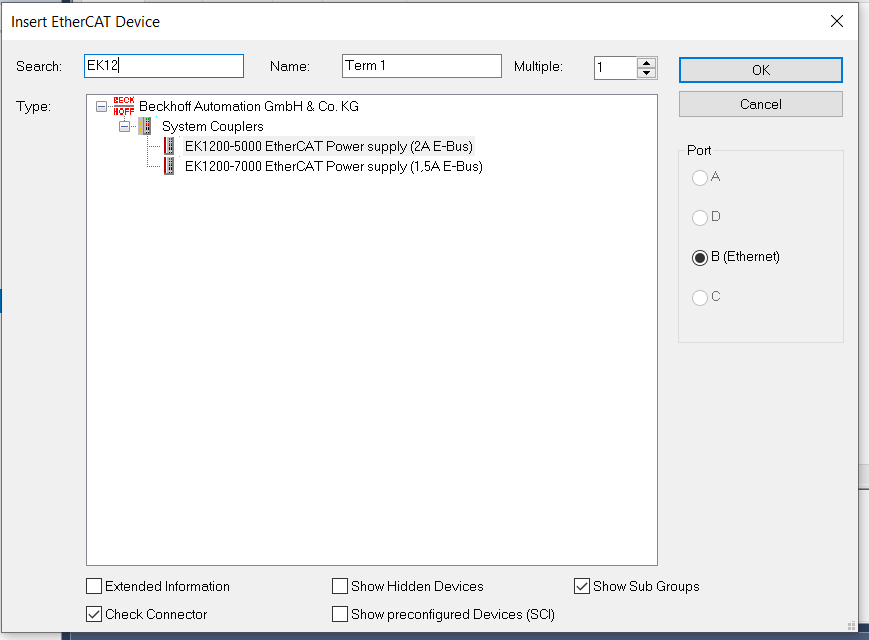 Insert EtherCAT Device
Search: EK12 Name: Term 1 Multiple: 1 OK
Cancel
Type: BECK HOFF Beckhoff Automation GmbH & Co. KG
System Couplers
EK1200-5000 EtherCAT Power supply (2A E-Bus)
EK1200-7000 EtherCAT Power supply (1,5A E-Bus)
Port
A
D
B (Ethernet)
C
Extended Information Show Hidden Devices Show Sub Groups
Check Connector Show preconfigured Devices (SCI)